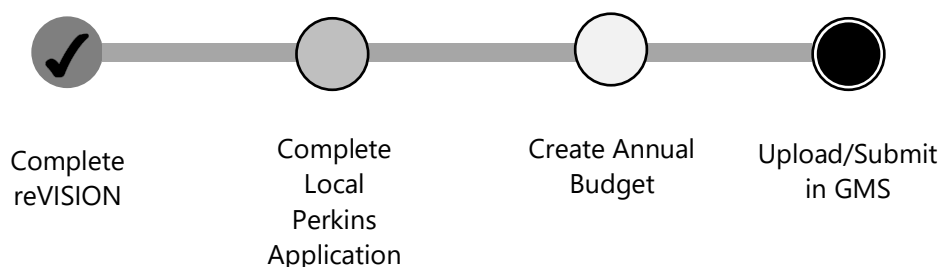 Complete
reVISION
Complete
Local
Perkins
Application
Create Annual
Budget
Upload/Submit
in GMS